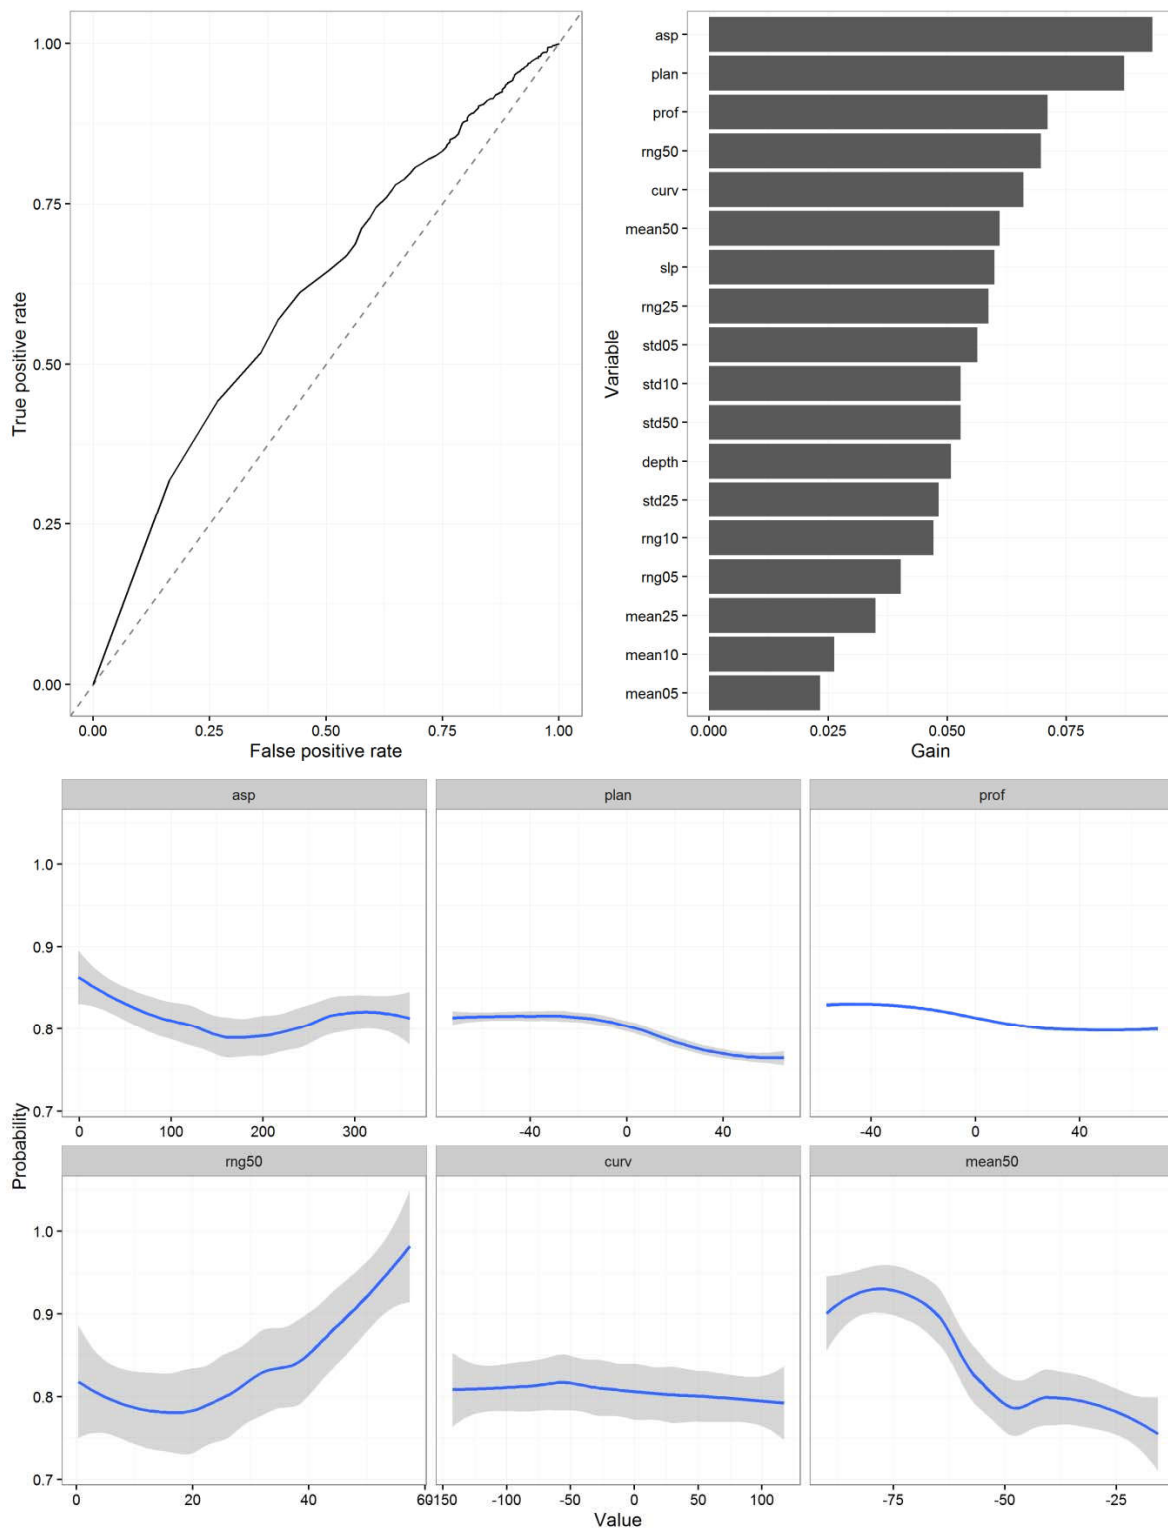 1.00
0.75
0.50
0.25
0.00
True positive rate
0.00 0.25 0.50 0.75 1.00
False positive rate
Variable
asp
plan
prof
rng50
curv
mean50
slp
rng25
std05
std10
std50
depth
std25
rng10
rng05
mean25
mean10
mean05
0.000 0.025 0.050 0.075
Gain
Probability
asp plan prof
1.0
0.9
0.8
0.7
0 100 200 300
-40 0 40
-40 0 40
rng50 curv mean50
1.0
0.9
0.8
0.7
0 20 40 60
-150 -100 -50 0 50 100
-75 -50 -25
Value